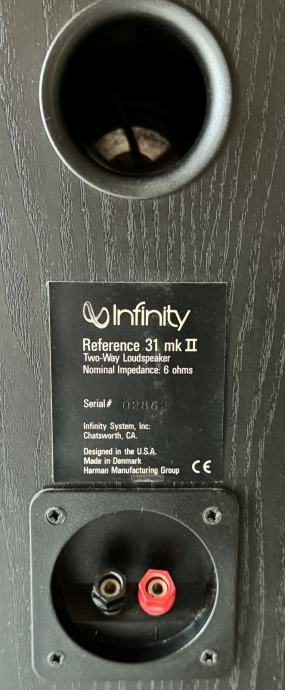 Infinity
Reference 31 mk II
Two-Way Loudspeaker
Nominal Impedance: 6 ohms
Serial#
Infinity System, Inc:
Chatsworth, CA.
Designed in the U.S.A.
Made in Denmark
Harman Manufacturing Group CE